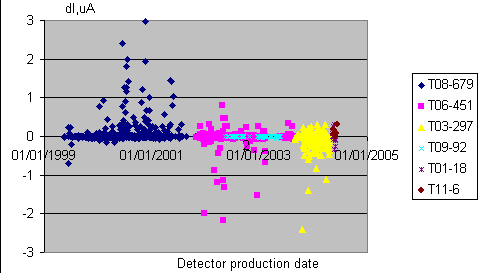 dI,uA
3
2
1
0
01/01/1999 01/01/2001 01/01/2003 01/01/2005
-1
-2
-3
Detector production date
T08-679
T06-451
T03-297
T09-92
T01-18
T11-6